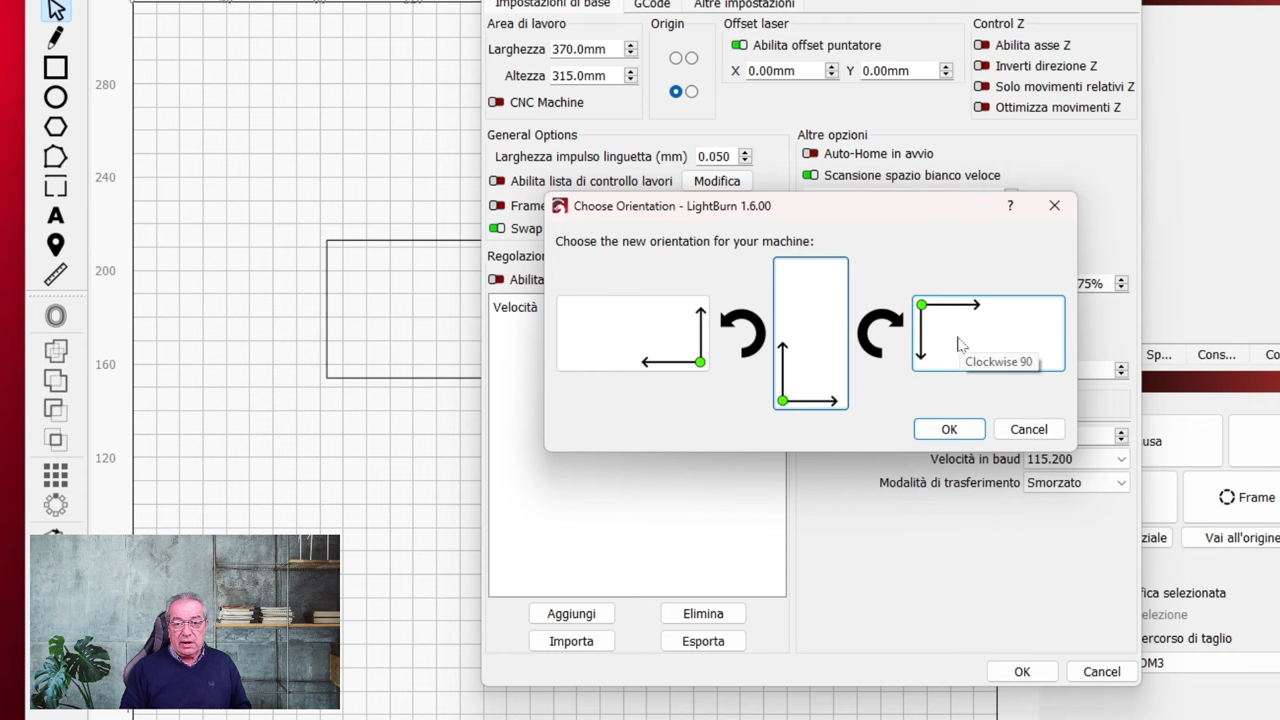 Impostazioni di base GCode Altre impostazioni
Area di lavoro Origin Offset laser Control Z
Larghezza 370.0mm Abilita offset puntatore Abilita asse Z
Altezza 315.0mm X 0.00mm Y 0.00mm Inverti direzione Z
Solo movimenti relativi Z
CNC Machine Ottimizza movimenti Z
280
General Options Altre opzioni
Larghezza impulso linguetta (mm) 0.050 Auto-Home in avvio
Abilita lista di controllo lavori Modifica Scansione spazio bianco veloce
240
Frame
Choose Orientation - LightBurn 1.6.00 ?
Swap
Choose the new orientation for your machine:
Regolazio
200
Abilita 75%
Velocità
Clockwise 90
160
Sp... Cons... Co
OK Cancel
usa
120
Velocità in baud 115.200
Modalità di trasferimento Smorzato
Frame
ziale Vai all'origine
A
fica selezionata
elezione
ercorso di taglio
OM3
Aggiungi Elimina
Importa Esporta
OK Cancel